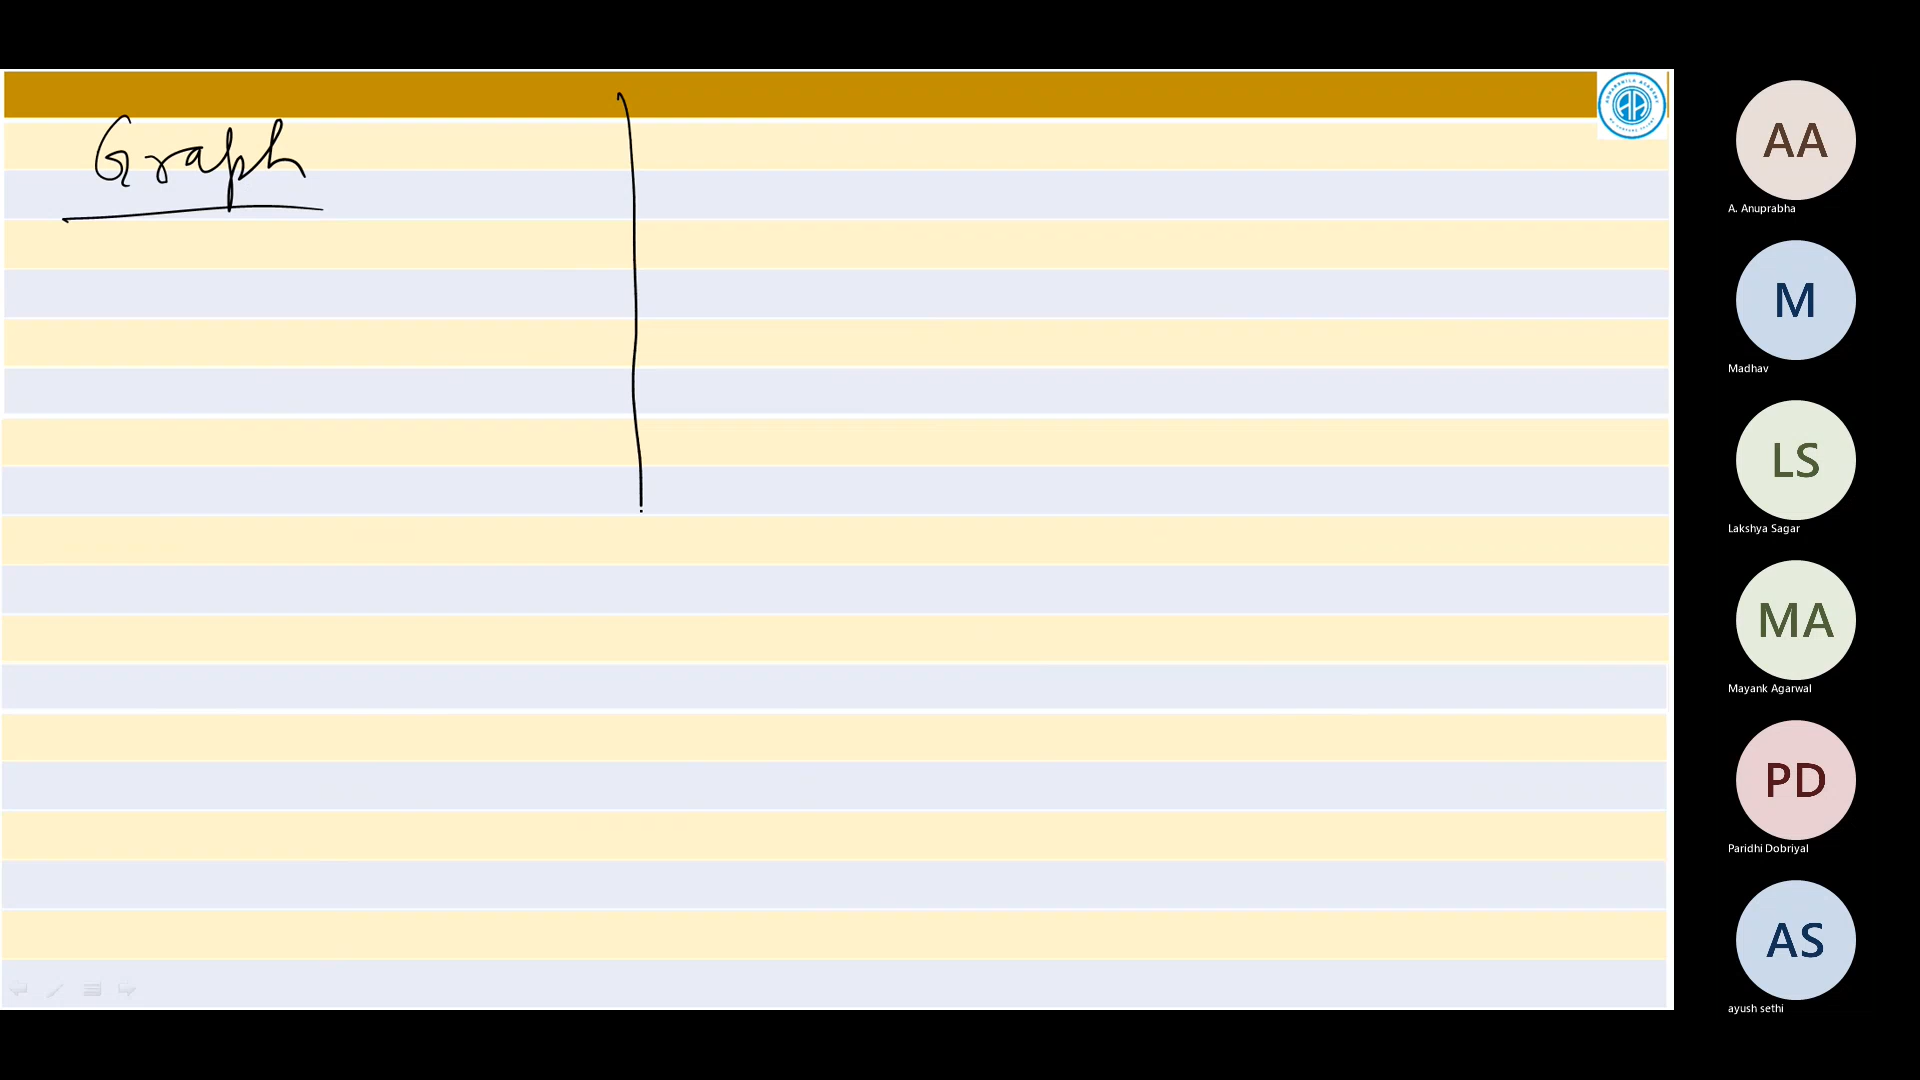 Graph
AA
A. Anuprabha
M
Madhav
LS
Lakshya Sagar
MA
Mayank Agarwal
PD
Paridhi Dobriyal
AS
ayush sethi